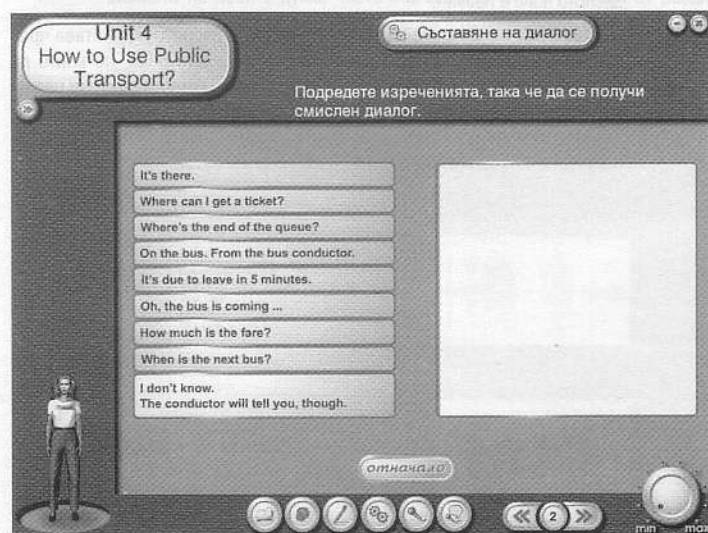 Unit 4
How to Use Public
Transport?
Съставяне на диалог
Подредете изреченията, така че да се получи
смислен диалог.
It's there.
Where can I get a ticket?
Where's the end of the queue?
On the bus. From the bus conductor.
It's due to leave in 5 minutes.
Oh, the bus is coming ...
How much is the fare?
When is the next bus?
I don't know.
The conductor will tell you, though.
отначало
2
min
max